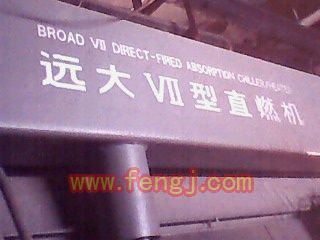 BROAD VII DIRECT-FIRED ABSORPTION CHILLER/HEATER
远大VII型直燃机
www.fengj.com